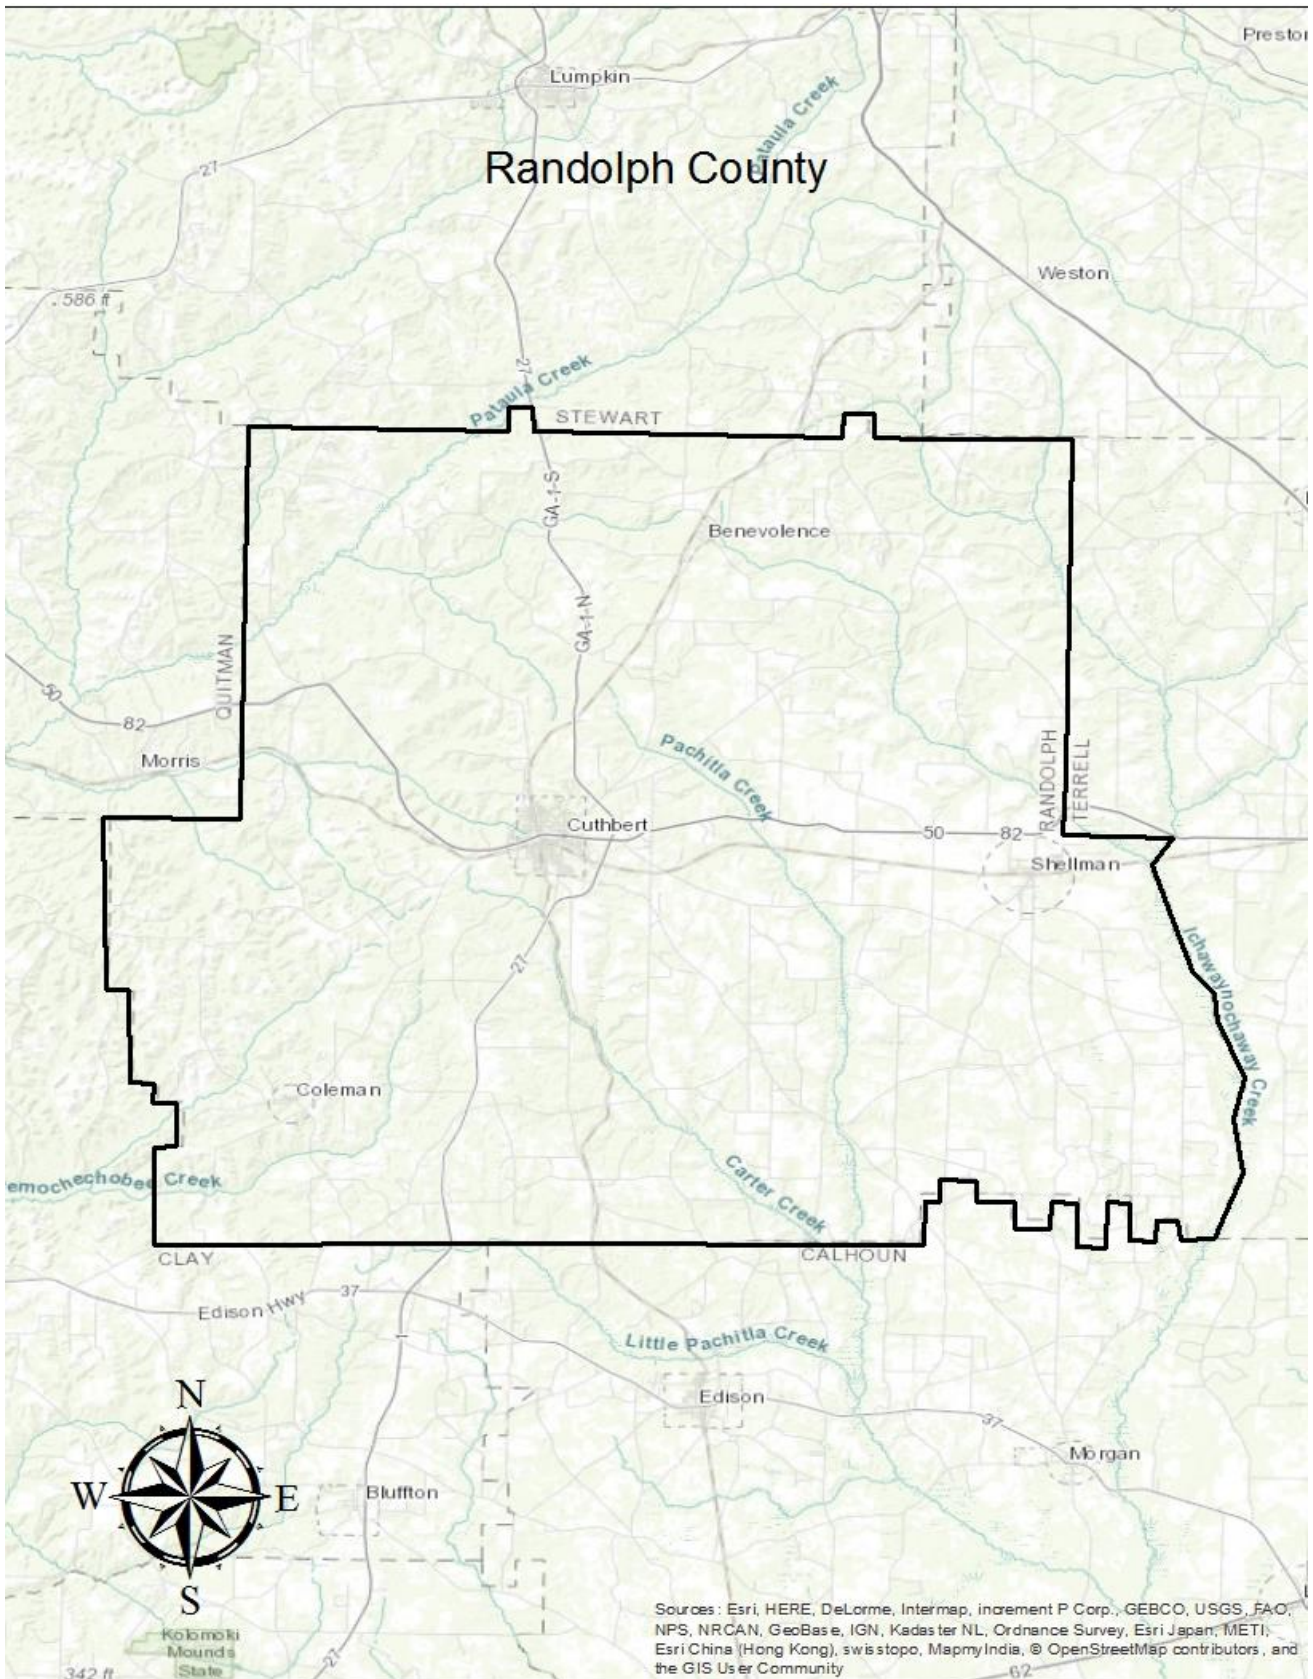 Preston
Lumpkin
Pataula Creek
Randolph County
27
Weston
.586 ft
27
Pataula Creek
STEWART
GA-1-S
Benevolence
GA-1-N
QUITMAN
50
82
Morris
Pachitla Creek
RANDOLPH
TERRELL
Cuthbert
50
82
Shellman
27
Ichawaynochaway Creek
Coleman
emochechobee Creek
Carter Creek
CLAY
CALHOUN
Edison Hwy
37
1
Little Pachitla Creek
Edison
37
Morgan
Bluffton
N
W
E
S
Kolomoki
Mounds
State
342 ft
27
62
Sources: Esri, HERE, DeLorme, Intermap, increment P Corp., GEBCO, USGS, FAO,
NPS, NRCAN, GeoBase, IGN, Kadaster NL, Ordnance Survey, Esri Japan, METI,
Esri China (Hong Kong), swisstopo, MapmyIndia, © OpenStreetMap contributors, and
the GIS User Community